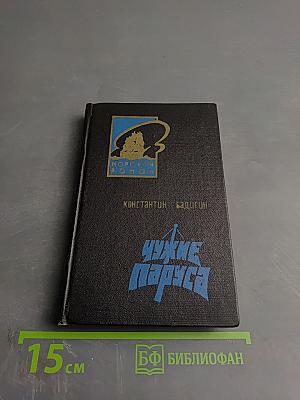 МОРСКОЙ
РОМАН
КОНСТАНТИН БАДИГИН
ЧУЖИЕ
ПАРУСА
15 см
БФ БИБЛИОФАН